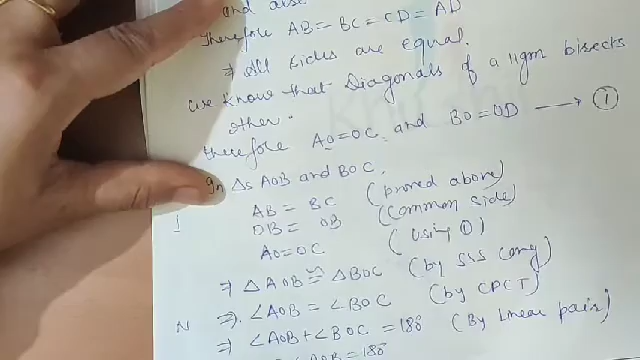 and also
Therefore AB = BC = CD = AD
⇒ All sides are equal.
we know that Diagonals of a llgm bisects
other.
therefore AO = OC, and BO = OD ⟶ ①
In △s AOB and BOC.
AB = BC (proved above)
OB = OB (Common side)
AO = OC (Using ①)
⇒ △AOB ≅ △BOC (by SSS cong)
⇒ ∠AOB = ∠BOC (by CPCT)
⇒ ∠AOB + ∠BOC = 180° (By linear pair)
∠AOB = 180°